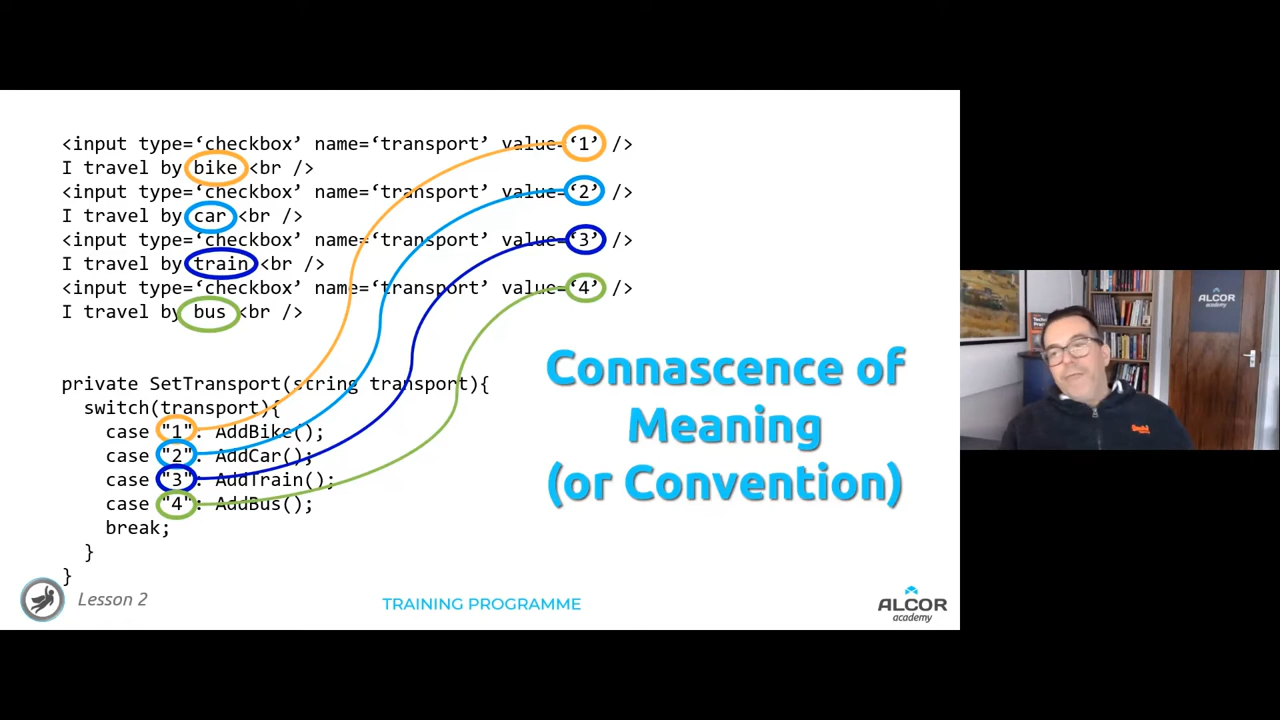 <input type=‘checkbox’ name=‘transport’ value=‘1’ />
I travel by bike <br />
<input type=‘checkbox’ name=‘transport’ value=‘2’ />
I travel by car <br />
<input type=‘checkbox’ name=‘transport’ value=‘3’ />
I travel by train <br />
<input type=‘checkbox’ name=‘transport’ value=‘4’ />
I travel by bus <br />
private SetTransport(string transport){
switch(transport){
case "1": AddBike();
case "2": AddCar();
case "3": AddTrain();
case "4": AddBus();
break;
}
}
Connascence of
Meaning
(or Convention)
Lesson 2
TRAINING PROGRAMME
ALCOR
academy
ALCOR
academy